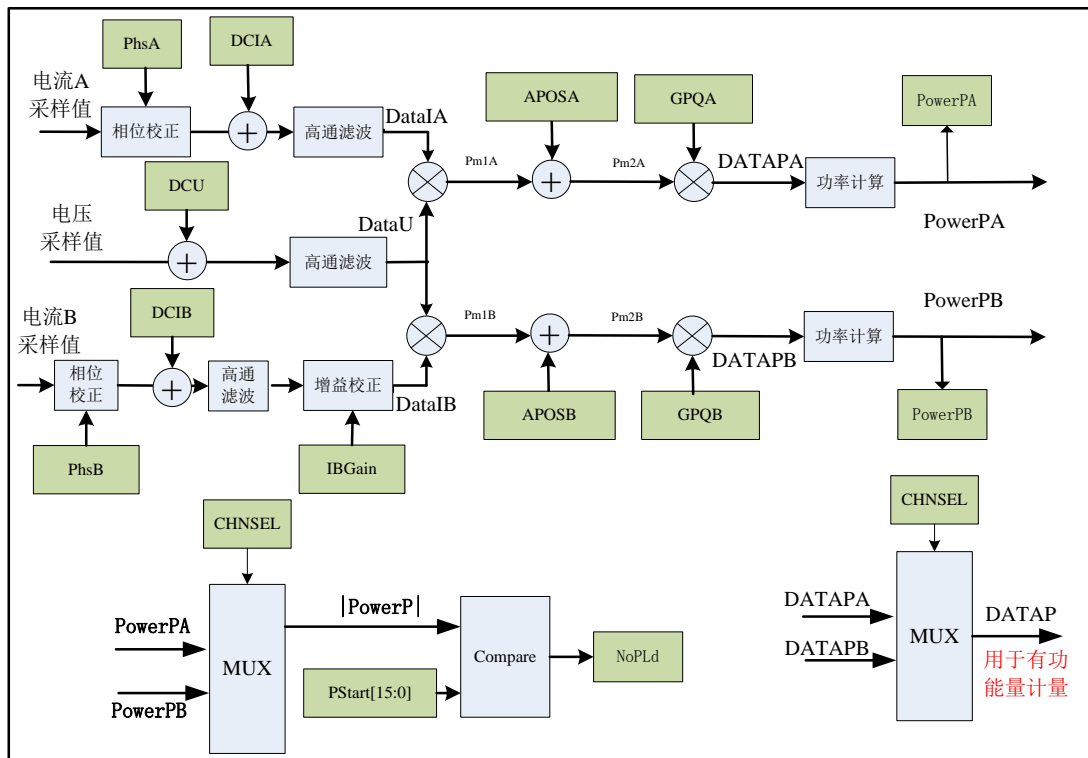 PhsA
DCIA
电流A
采样值
相位校正
高通滤波
DataIA
APOSA
GPQA
PowerPA
Pm1A
Pm2A
DATAPA
功率计算
PowerPA
DCU
电压
采样值
高通滤波
DataU
DCIB
电流B
采样值
相位
校正
高通
滤波
增益校正
DataIB
Pm1B
Pm2B
DATAPB
功率计算
PowerPB
PhsB
IBGain
APOSB
GPQB
PowerPB
CHNSEL
PowerPA
PowerPB
MUX
|PowerP|
PStart[15:0]
Compare
NoPLd
CHNSEL
DATAPA
DATAPB
MUX
DATAP
用于有功
能量计量